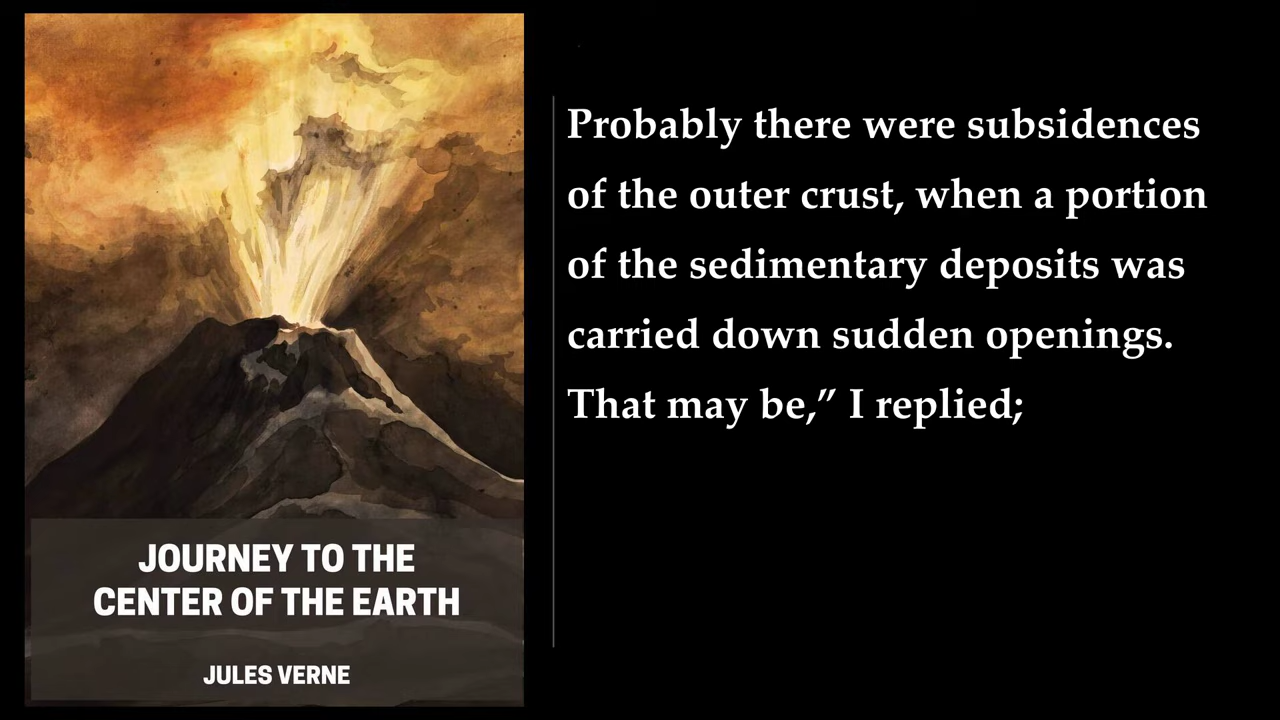 JOURNEY TO THE
CENTER OF THE EARTH
JULES VERNE
Probably there were subsidences
of the outer crust, when a portion
of the sedimentary deposits was
carried down sudden openings.
That may be,” I replied;